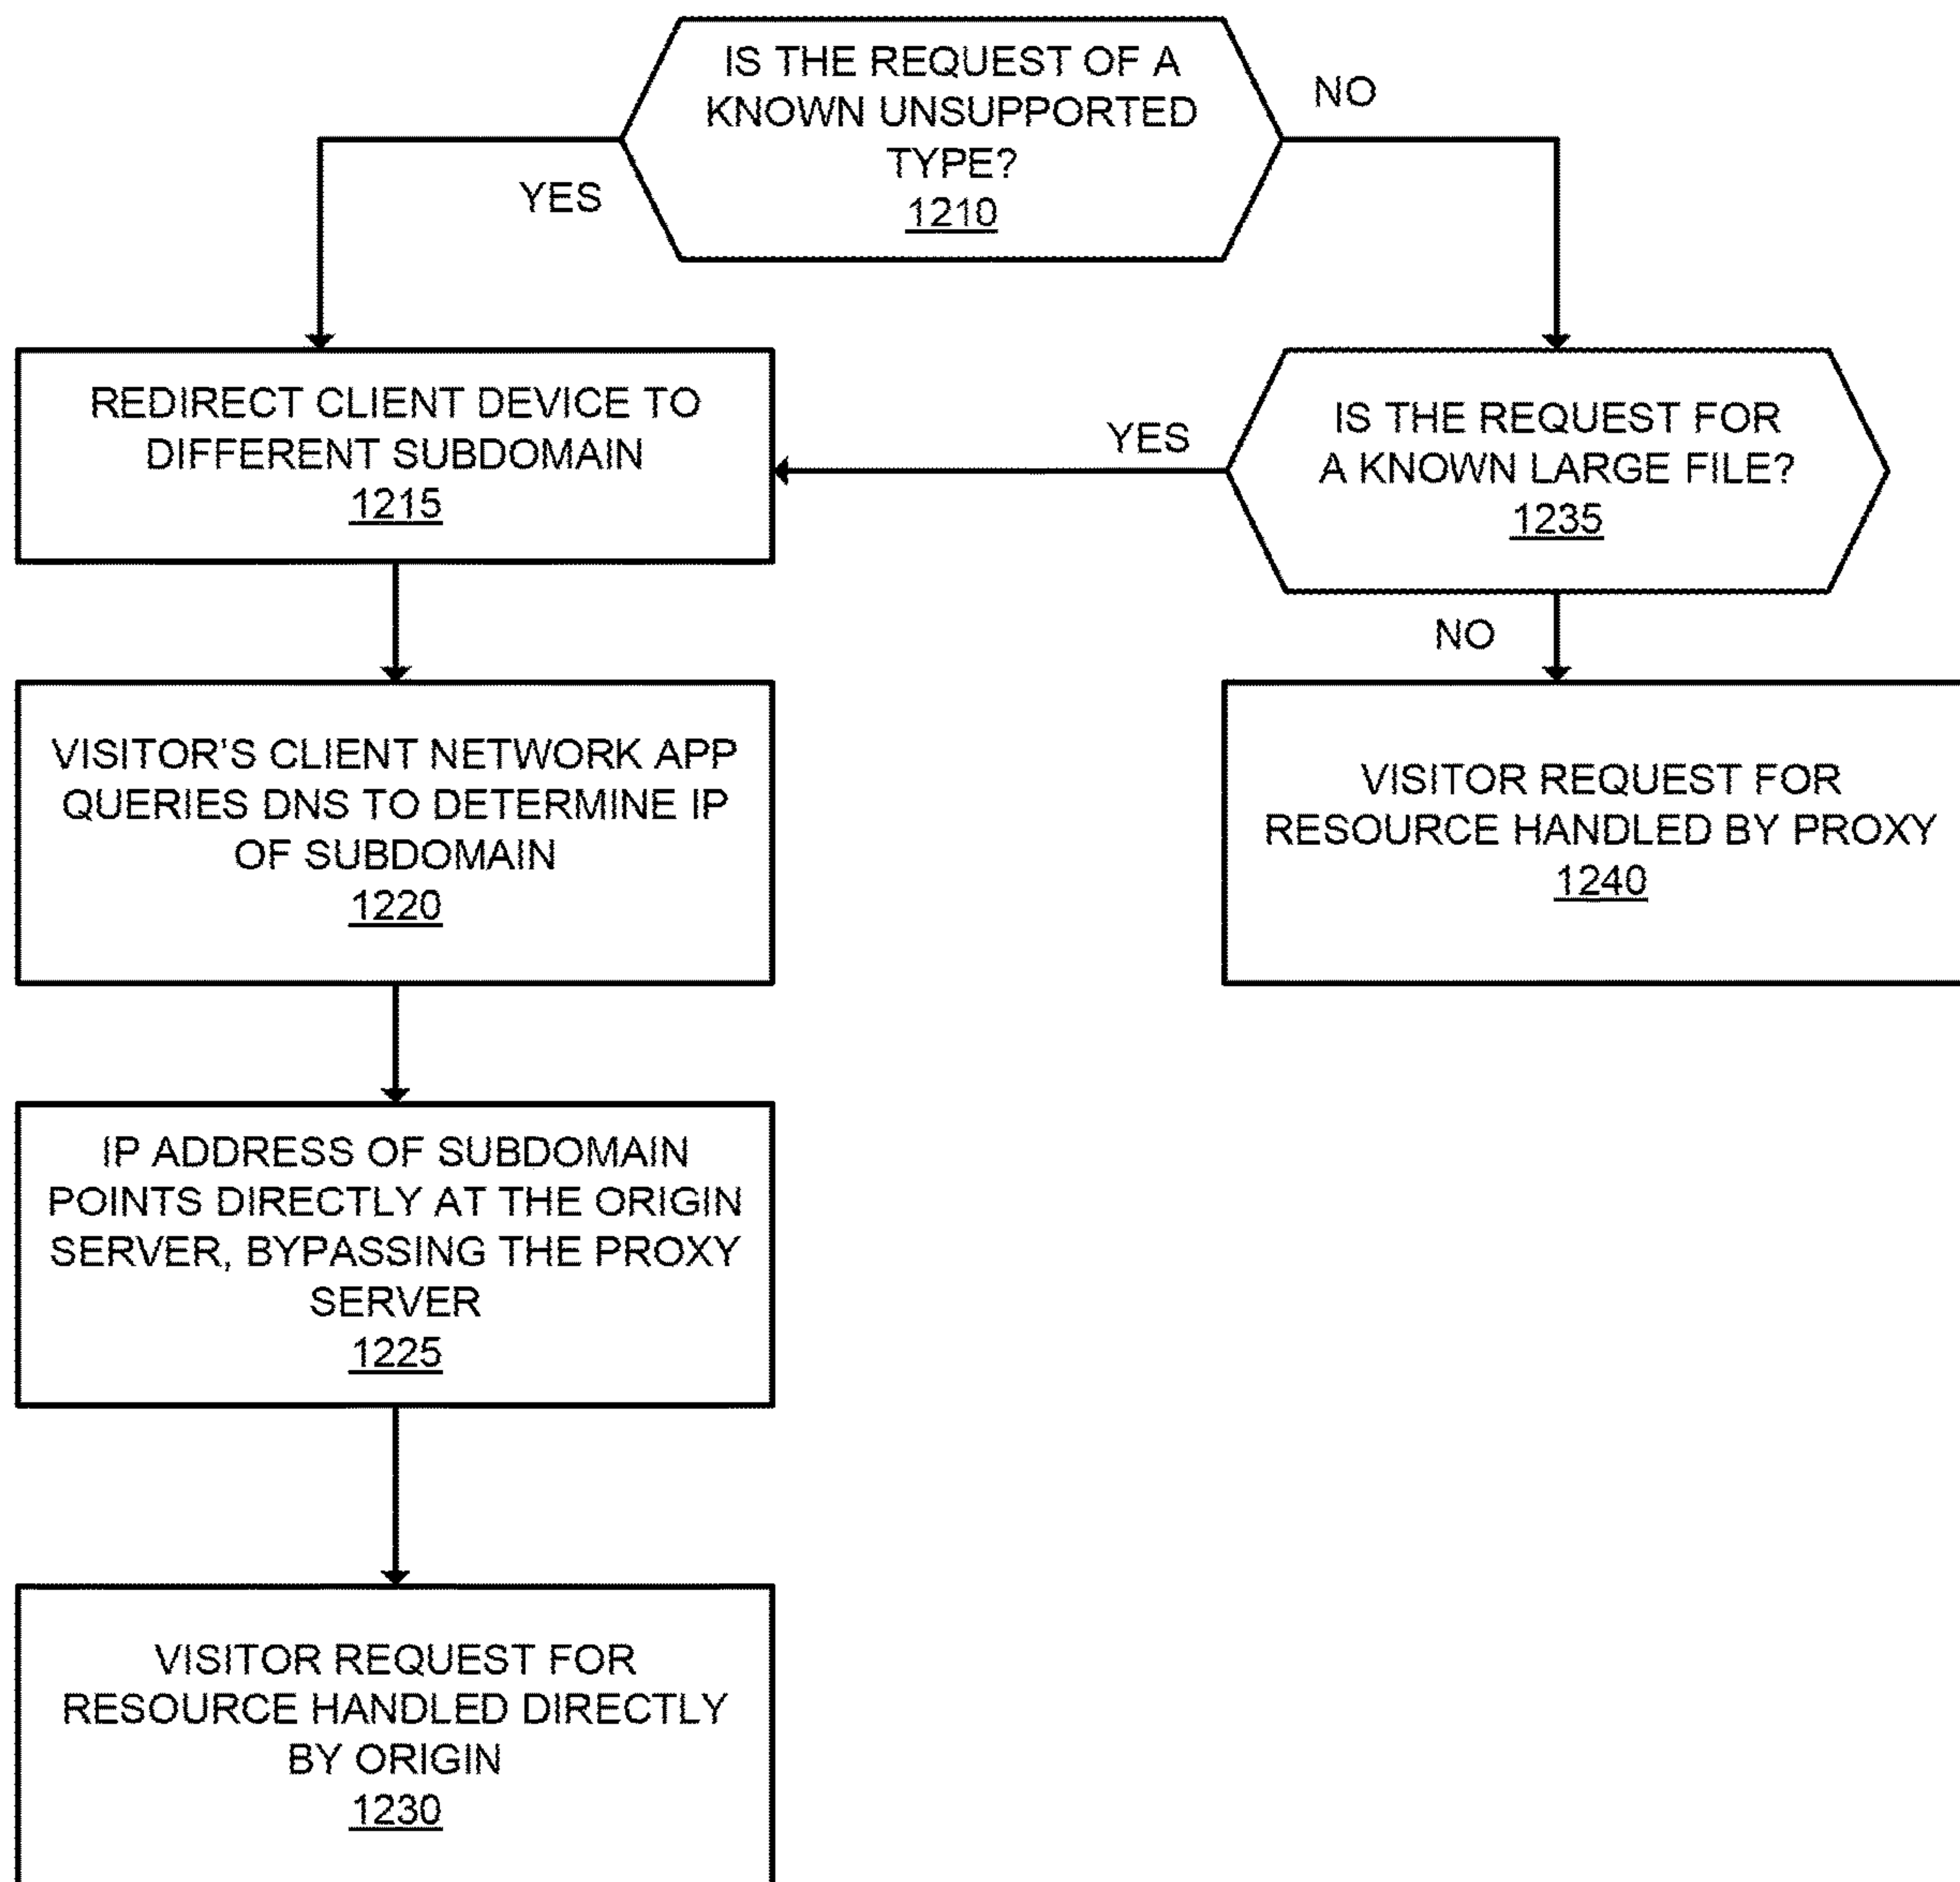 IS THE REQUEST OF A
KNOWN UNSUPPORTED
TYPE?
1210
NO
YES
REDIRECT CLIENT DEVICE TO
DIFFERENT SUBDOMAIN
1215
YES
IS THE REQUEST FOR
A KNOWN LARGE FILE?
1235
NO
VISITOR'S CLIENT NETWORK APP
QUERIES DNS TO DETERMINE IP
OF SUBDOMAIN
1220
VISITOR REQUEST FOR
RESOURCE HANDLED BY PROXY
1240
IP ADDRESS OF SUBDOMAIN
POINTS DIRECTLY AT THE ORIGIN
SERVER, BYPASSING THE PROXY
SERVER
1225
VISITOR REQUEST FOR
RESOURCE HANDLED DIRECTLY
BY ORIGIN
1230